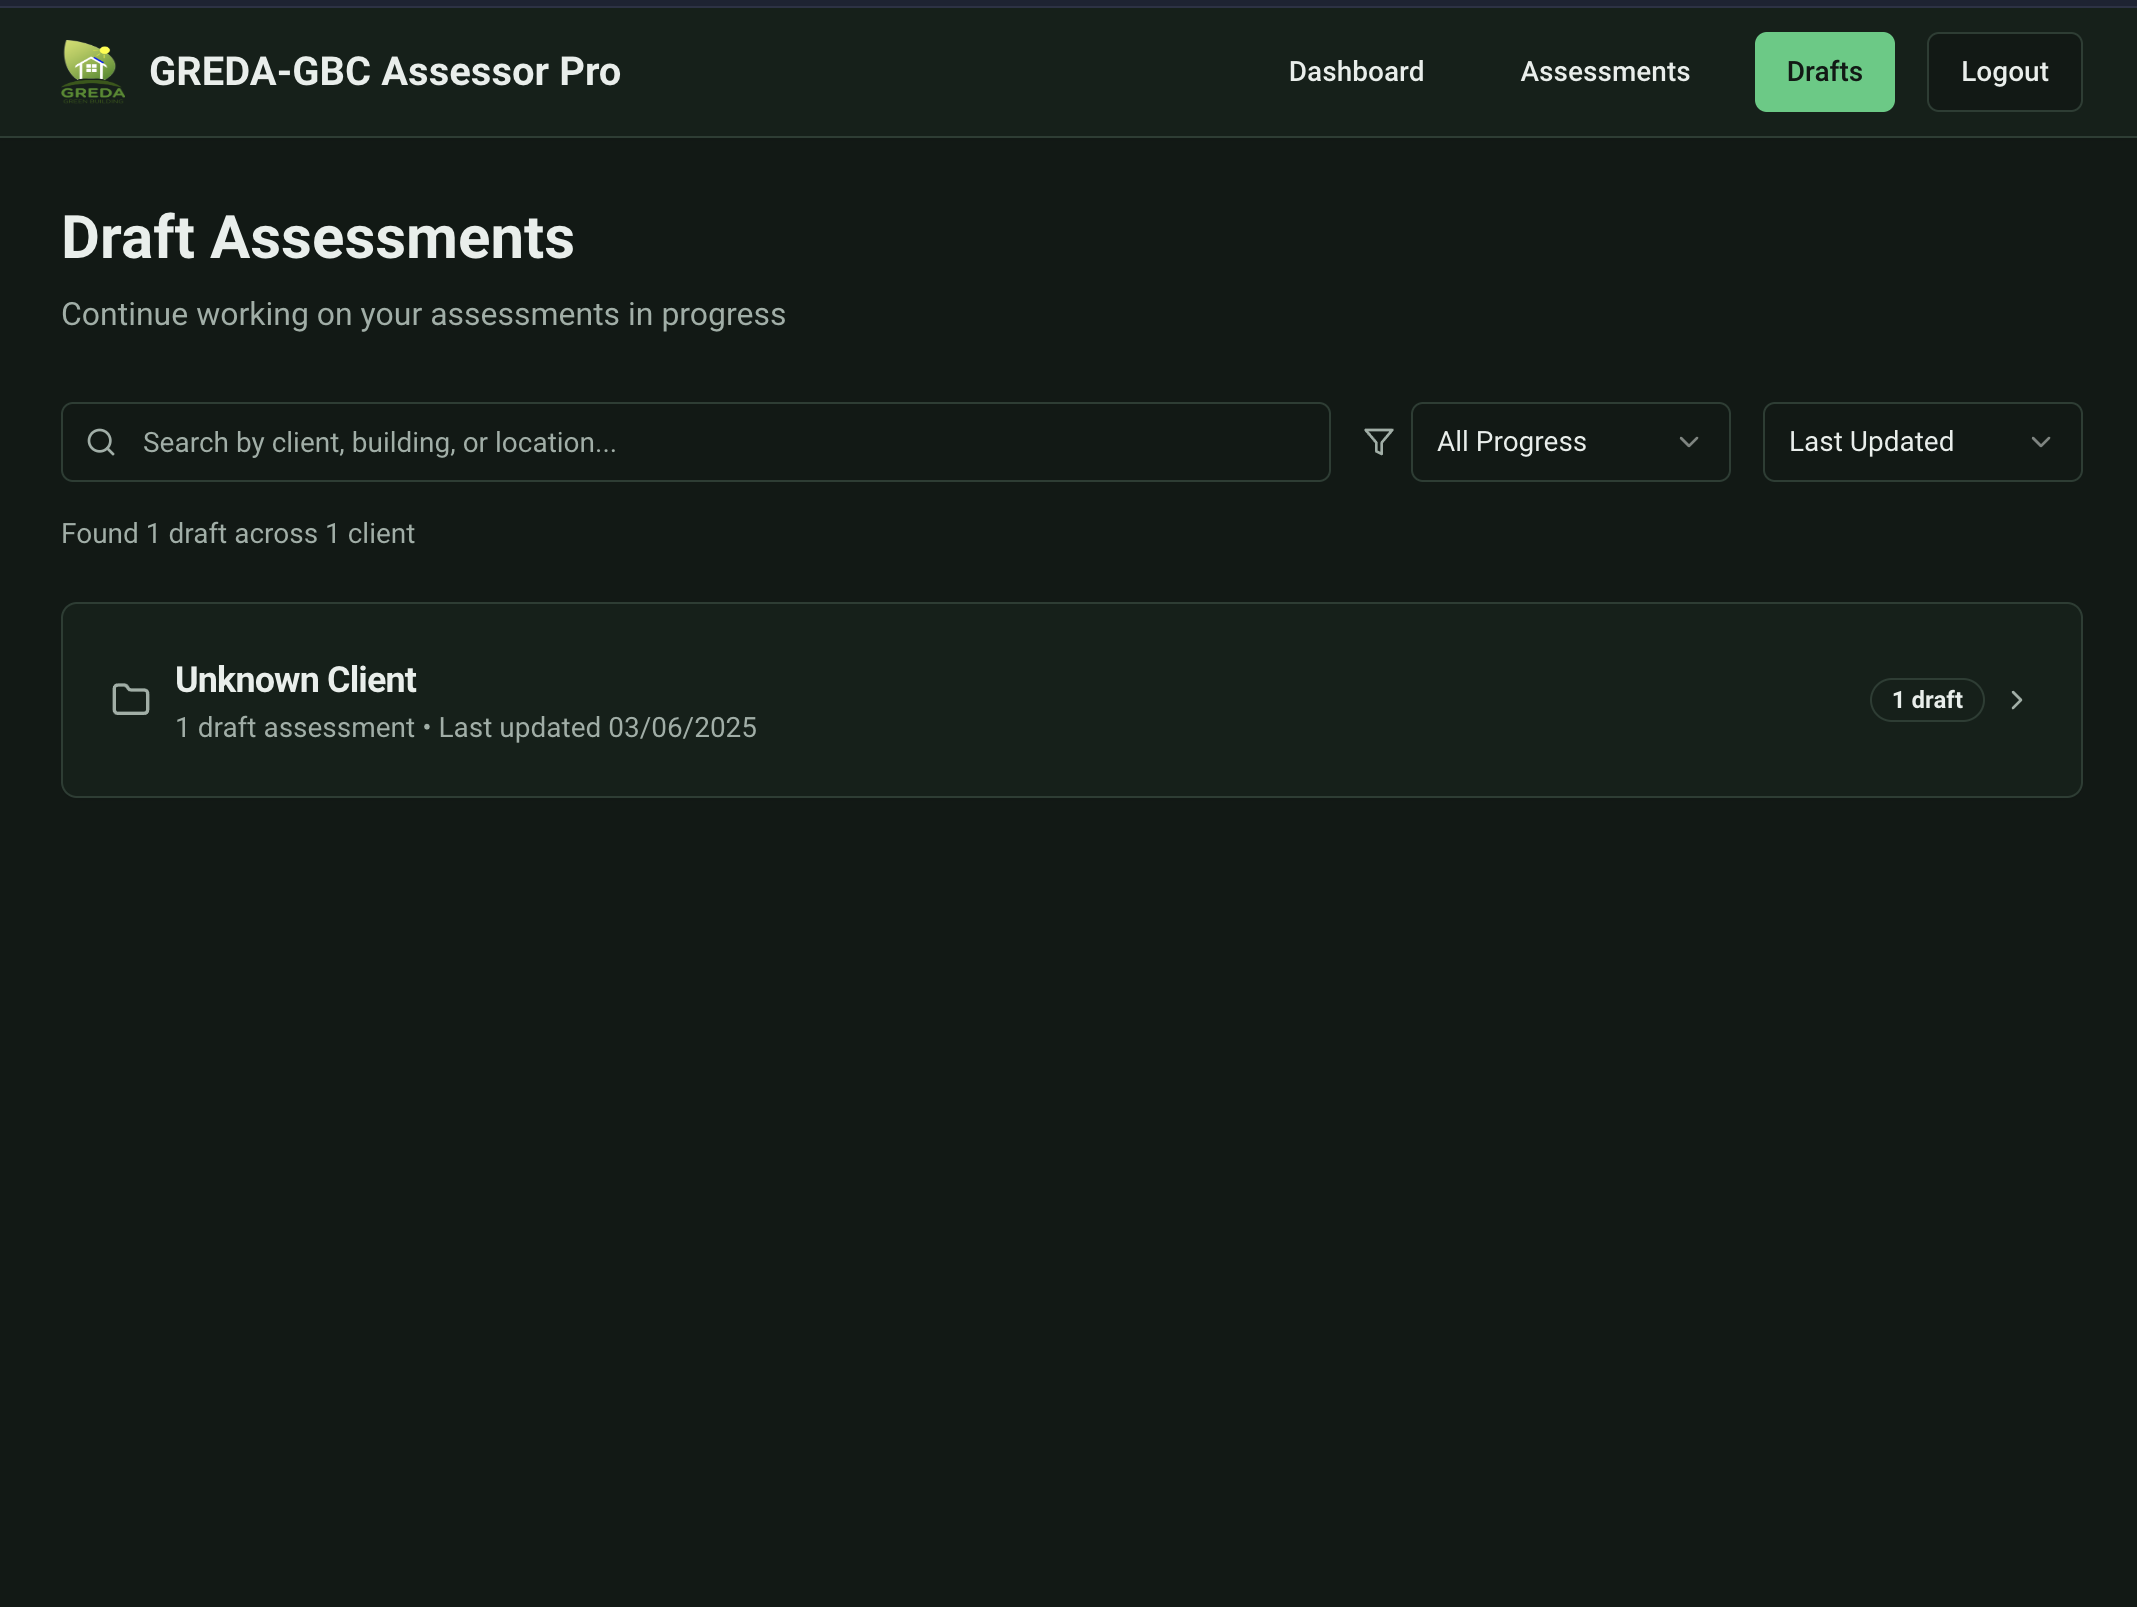 GREDA
GREEN BUILDING
GREDA-GBC Assessor Pro
Dashboard
Assessments
Drafts
Logout
Draft Assessments
Continue working on your assessments in progress
Search by client, building, or location...
All Progress
Last Updated
Found 1 draft across 1 client
Unknown Client
1 draft assessment • Last updated 03/06/2025
1 draft